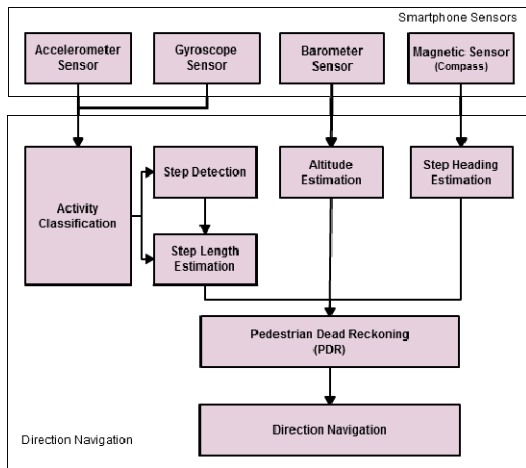 Smartphone Sensors
Accelerometer
Sensor
Gyroscope
Sensor
Barometer
Sensor
Magnetic Sensor
(Compass)
Activity
Classification
Step Detection
Step Length
Estimation
Altitude
Estimation
Step Heading
Estimation
Pedestrian Dead Reckoning
(PDR)
Direction Navigation
Direction Navigation